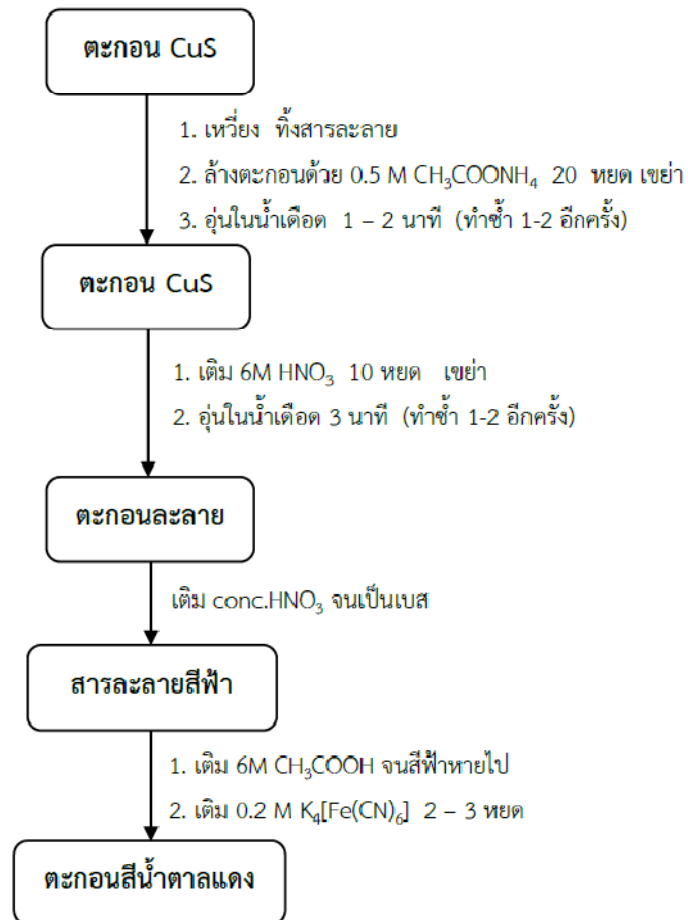 ตะกอน CuS
1. เหวี่ยง ทิ้งสารละลาย
2. ล้างตะกอนด้วย 0.5 M CH₃COONH₄ 20 หยด เขย่า
3. อุ่นในน้ำเดือด 1 – 2 นาที (ทำซ้ำ 1-2 อีกครั้ง)
ตะกอน CuS
1. เติม 6M HNO₃ 10 หยด เขย่า
2. อุ่นในน้ำเดือด 3 นาที (ทำซ้ำ 1-2 อีกครั้ง)
ตะกอนละลาย
เติม conc.HNO₃ จนเป็นเบส
สารละลายสีฟ้า
1. เติม 6M CH₃COOH จนสีฟ้าหายไป
2. เติม 0.2 M K₄[Fe(CN)₆] 2 – 3 หยด
ตะกอนสีน้ำตาลแดง